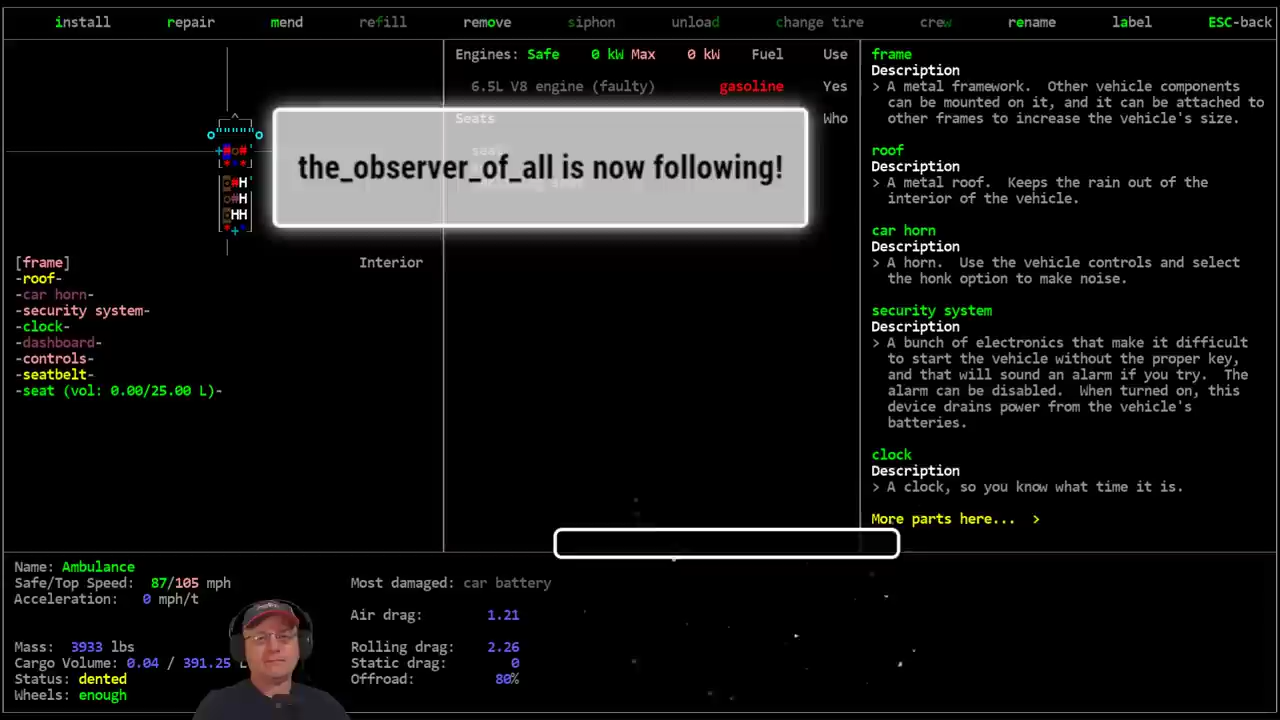 install repair mend refill remove siphon unload change tire crew rename label ESC-back
Engines: Safe 0 kW Max 0 kW Fuel Use
6.5L V8 engine (faulty) gasoline Yes
Seats Who
the_observer_of_all is now following!
[frame] Interior
-roof-
-car horn-
-security system-
-clock-
-dashboard-
-controls-
-seatbelt-
-seat (vol: 0.00/25.00 L)-
frame
Description
> A metal framework. Other vehicle components
can be mounted on it, and it can be attached to
other frames to increase the vehicle's size.
roof
Description
> A metal roof. Keeps the rain out of the
interior of the vehicle.
car horn
Description
> A horn. Use the vehicle controls and select
the honk option to make noise.
security system
Description
> A bunch of electronics that make it difficult
to start the vehicle without the proper key,
and that will sound an alarm if you try. The
alarm can be disabled. When turned on, this
device drains power from the vehicle's
batteries.
clock
Description
> A clock, so you know what time it is.
More parts here... >
Name: Ambulance
Safe/Top Speed: 87/105 mph
Acceleration: 0 mph/t
Mass: 3933 lbs
Cargo Volume: 0.04 / 391.25
Status: dented
Wheels: enough
Most damaged: car battery
Air drag: 1.21
Rolling drag: 2.26
Static drag: 0
Offroad: 80%